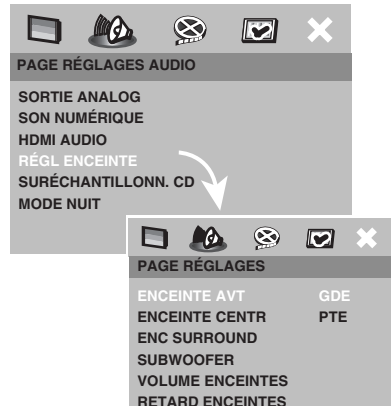 PAGE RÉGLAGES AUDIO
SORTIE ANALOG
SON NUMÉRIQUE
HDMI AUDIO
RÉGL ENCEINTE
SURÉCHANTILLONN. CD
MODE NUIT
PAGE RÉGLAGES
ENCEINTE AVT GDE
ENCEINTE CENTR PTE
ENC SURROUND
SUBWOOFER
VOLUME ENCEINTES
RETARD ENCEINTES